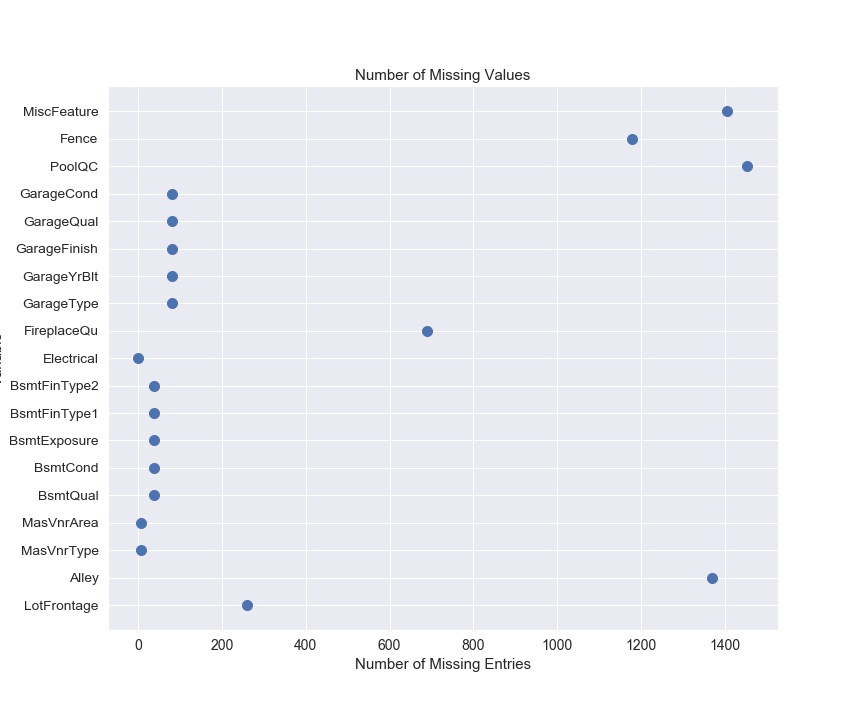 Number of Missing Values
MiscFeature
Fence
PoolQC
GarageCond
GarageQual
GarageFinish
GarageYrBlt
GarageType
FireplaceQu
Electrical
BsmtFinType2
BsmtFinType1
BsmtExposure
BsmtCond
BsmtQual
MasVnrArea
MasVnrType
Alley
LotFrontage
0 200 400 600 800 1000 1200 1400
Number of Missing Entries